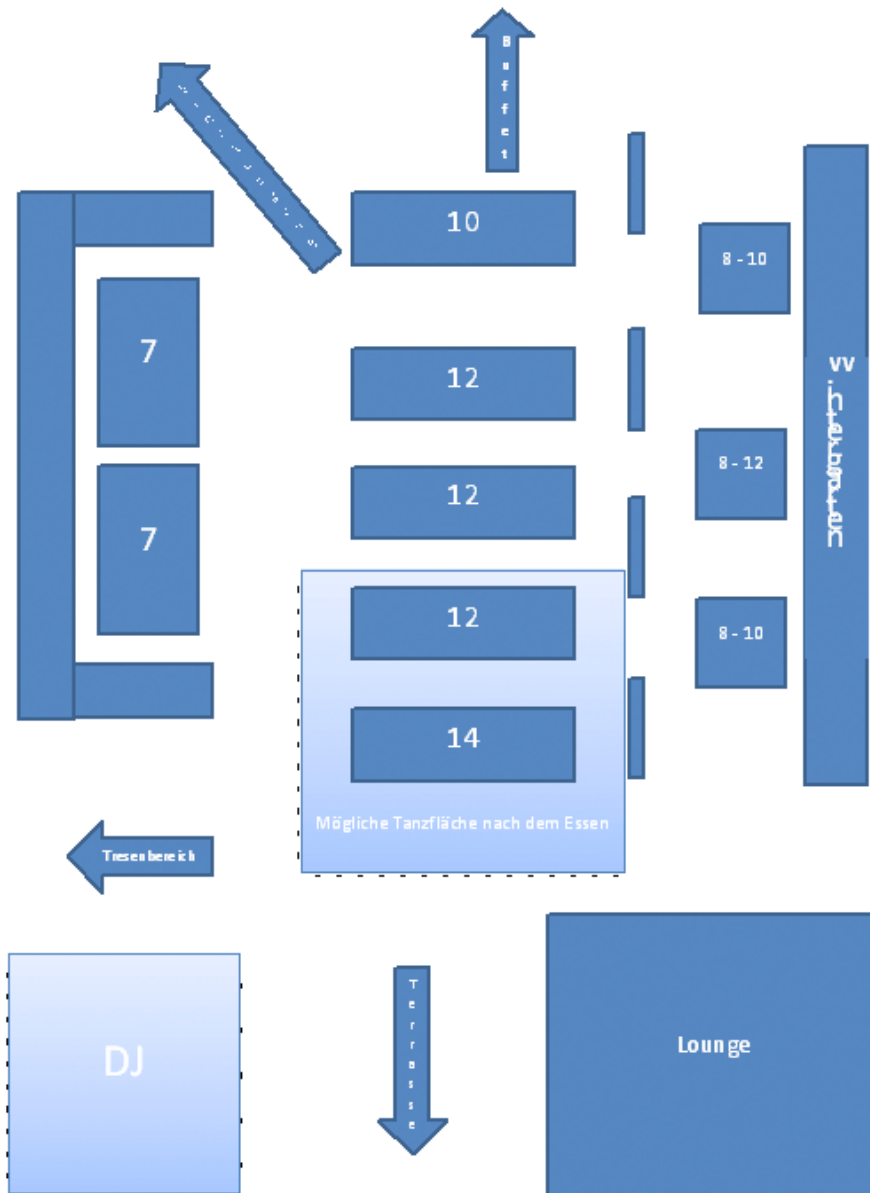 Buffet
10
8 - 10
7
12
Wintergarten
7
12
8 - 12
12
8 - 10
14
Mögliche Tanzfläche nach dem Essen
Tresenbereich
Terrasse
DJ
Lounge